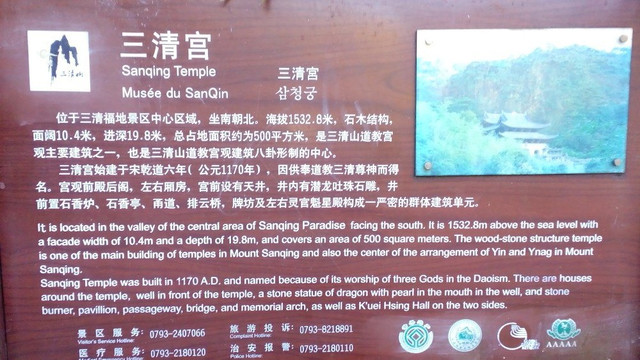 三清宫
Sanqing Temple
三清宮
Musée du SanQin
삼청궁
位于三清福地景区中心区域，坐南朝北。海拔1532.8米，石木结构，
面阔10.4米，进深19.8米，总占地面积约为500平方米，是三清山道教宫
观主要建筑之一，也是三清山道教宫观建筑八卦形制的中心。
三清宫始建于宋乾道六年（公元1170年），因供奉道教三清尊神而得
名。宫观前殿后阁，左右厢房，宫前设有天井，井内有潜龙吐珠石雕，井
前置石香炉、石香亭、甬道、排云桥、牌坊及左右灵官魁星殿构成一严密的群体建筑单元。
It, is located in the valley of the central area of Sanqing Paradise facing the south. It is 1532.8m above the sea level with
a facade width of 10.4m and a depth of 19.8m, and covers an area of 500 square meters. The wood-stone structure temple
is one of the main building of temples in Mount Sanqing and also the center of the arrangement of Yin and Ynag in Mount
Sanqing.
Sanqing Temple was built in 1170 A.D. and named because of its worship of three Gods in the Daoism. There are houses
around the temple, well in front of the temple, a stone statue of dragon with pearl in the mouth in the well, and stone
burner, pavillion, passageway, bridge, and memorial arch, as well as K'uei Hsing Hall on the two sides.
景区服务: 0793-2407066
Visitor's Service Hotline:
旅游投诉: 0793-8218891
Complaint Hotline:
医疗服务: 0793-2180120
治安报警: 0793-2180110
Police Hotline:
AAAAA